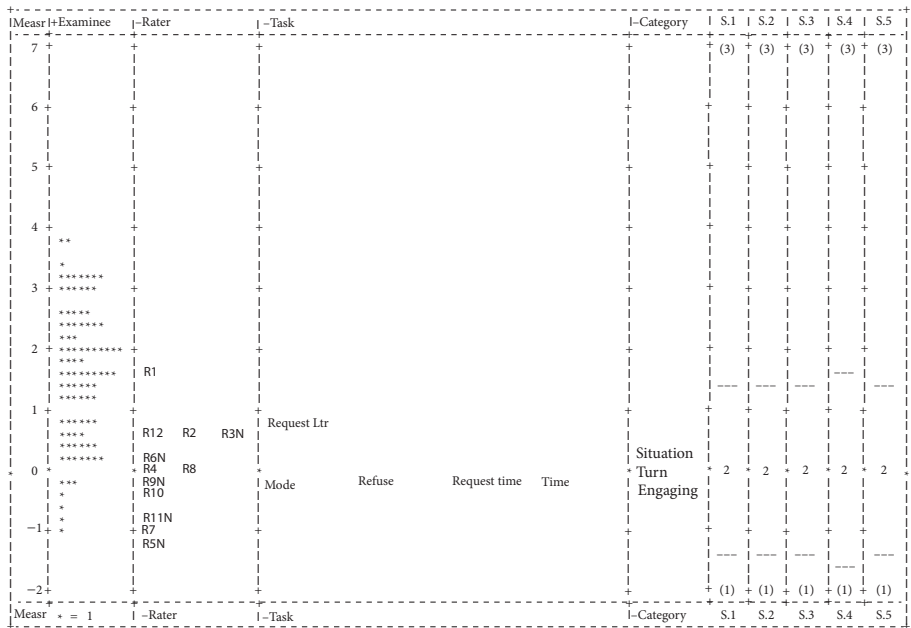 Measr +Examinee -Rater -Task -Category S.1 S.2 S.3 S.4 S.5
7 (3) (3) (3) (3) (3)
6
5
4
**
*
*******
3 ******
*****
*******
***
2 **********
****
********* R1 ---
****** --- --- --- ---
******
1
****** Request Ltr
**** R12 R2 R3N
****** Situation
******* R6N
0 R4 R8 Turn 2 2 2 2 2
*** R9N Mode Refuse Request time Time
* R10 Engaging
*
* R11N
−1 * R7
R5N
--- --- --- ---
---
−2 (1) (1) (1) (1) (1)
Measr * = 1 -Rater -Task -Category S.1 S.2 S.3 S.4 S.5